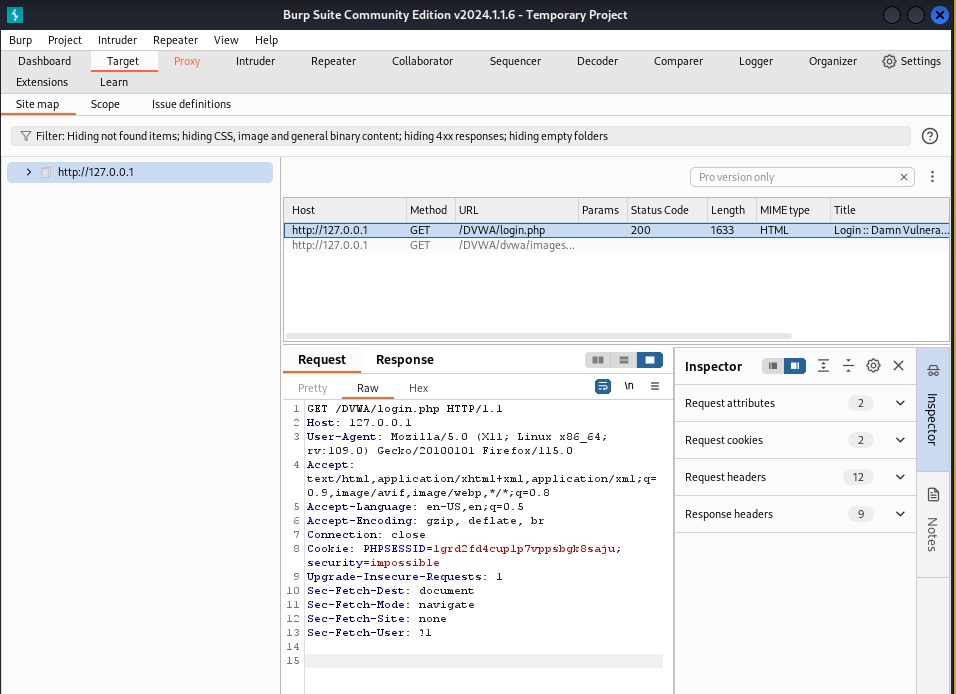 Burp Suite Community Edition v2024.1.1.6 - Temporary Project
Burp Project Intruder Repeater View Help
Dashboard Target Proxy Intruder Repeater Collaborator Sequencer Decoder Comparer Logger Organizer Settings
Extensions Learn
Site map Scope Issue definitions
Filter: Hiding not found items; hiding CSS, image and general binary content; hiding 4xx responses; hiding empty folders
http://127.0.0.1
Pro version only
Host Method URL Params Status Code Length MIME type Title
http://127.0.0.1 GET /DVWA/login.php 200 1633 HTML Login :: Damn Vulnera...
http://127.0.0.1 GET /DVWA/dvwa/images...
Request Response
Pretty Raw Hex \n
1 GET /DVWA/login.php HTTP/1.1
2 Host: 127.0.0.1
3 User-Agent: Mozilla/5.0 (X11; Linux x86_64;
rv:109.0) Gecko/20100101 Firefox/115.0
4 Accept:
text/html,application/xhtml+xml,application/xml;q=
0.9,image/avif,image/webp,*/*;q=0.8
5 Accept-Language: en-US,en;q=0.5
6 Accept-Encoding: gzip, deflate, br
7 Connection: close
8 Cookie: PHPSESSID=lgrd2fd4cuplp7vppsbgk8saju;
security=impossible
9 Upgrade-Insecure-Requests: 1
10 Sec-Fetch-Dest: document
11 Sec-Fetch-Mode: navigate
12 Sec-Fetch-Site: none
13 Sec-Fetch-User: ?1
14
15
Inspector
Request attributes 2
Request cookies 2
Request headers 12
Response headers 9
Inspector
Notes